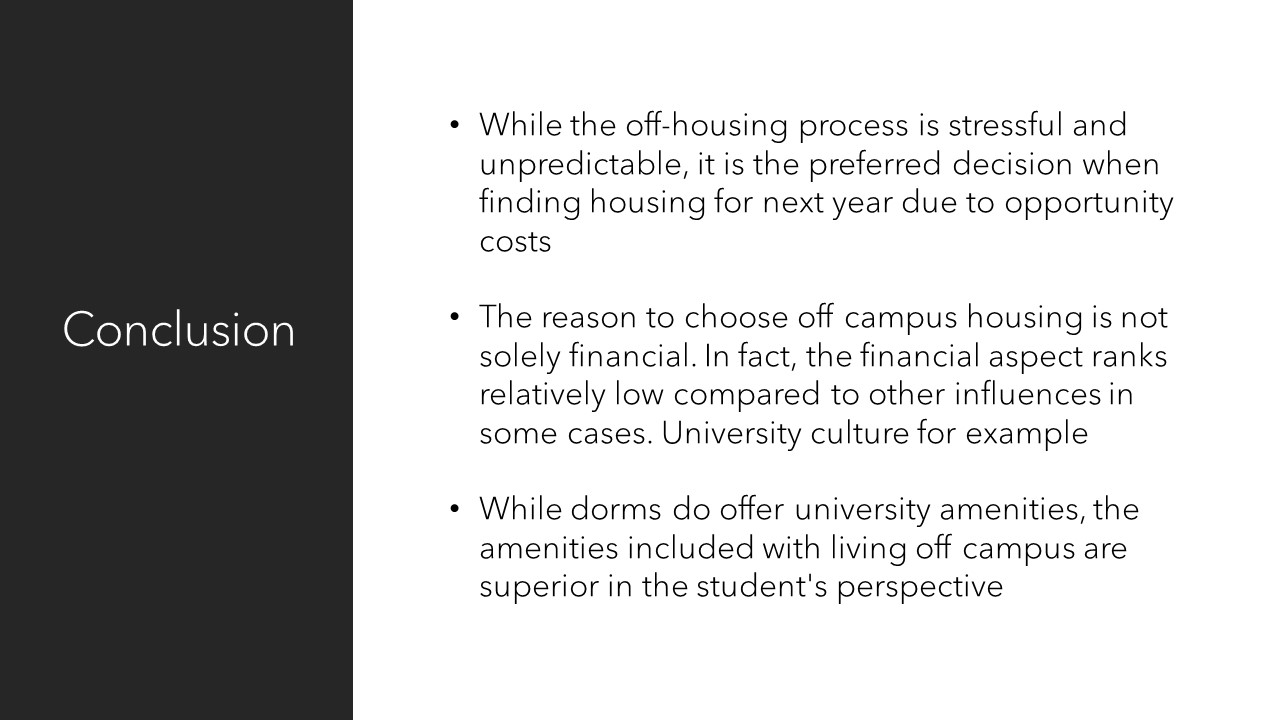 Conclusion
• While the off-housing process is stressful and
unpredictable, it is the preferred decision when
finding housing for next year due to opportunity
costs
• The reason to choose off campus housing is not
solely financial. In fact, the financial aspect ranks
relatively low compared to other influences in
some cases. University culture for example
• While dorms do offer university amenities, the
amenities included with living off campus are
superior in the student's perspective